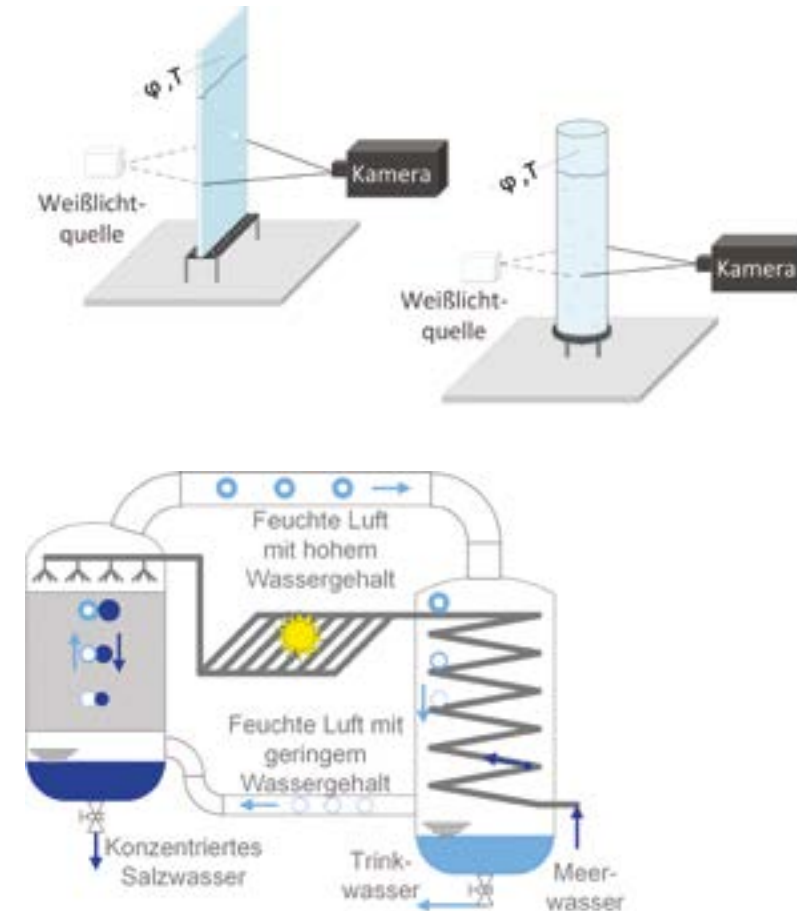 φ,T
Kamera
Weißlicht-
quelle
φ,T
Kamera
Weißlicht-
quelle
Feuchte Luft
mit hohem
Wassergehalt
Feuchte Luft mit
geringem
Wassergehalt
Konzentriertes
Salzwasser
Trink-
wasser
Meer-
wasser